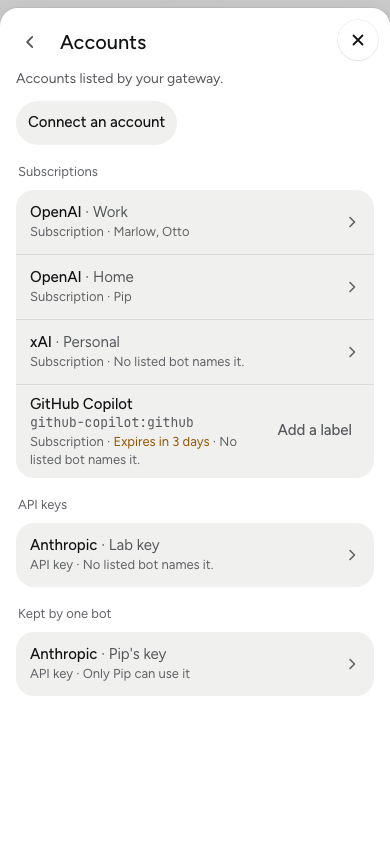 Accounts
Accounts listed by your gateway.
Connect an account
Subscriptions
OpenAI · Work
Subscription · Marlow, Otto
OpenAI · Home
Subscription · Pip
xAI · Personal
Subscription · No listed bot names it.
GitHub Copilot
github-copilot:github
Subscription · Expires in 3 days · No
listed bot names it.
Add a label
API keys
Anthropic · Lab key
API key · No listed bot names it.
Kept by one bot
Anthropic · Pip's key
API key · Only Pip can use it